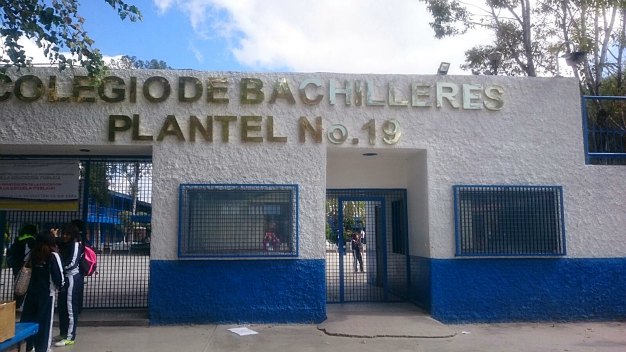 COLEGIO DE BACHILLERES
PLANTEL No. 19